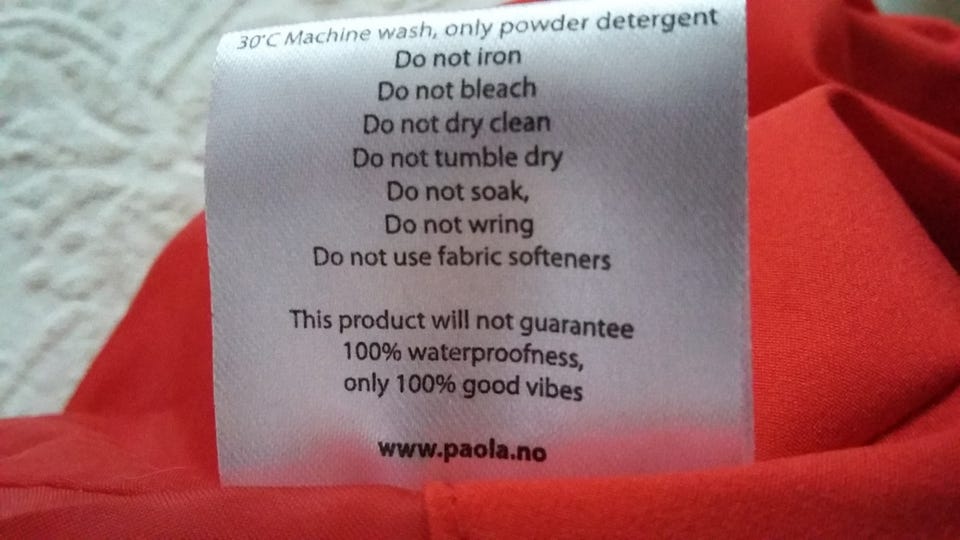 30°C Machine wash, only powder detergent
Do not iron
Do not bleach
Do not dry clean
Do not tumble dry
Do not soak,
Do not wring
Do not use fabric softeners
This product will not guarantee
100% waterproofness,
only 100% good vibes
www.paola.no